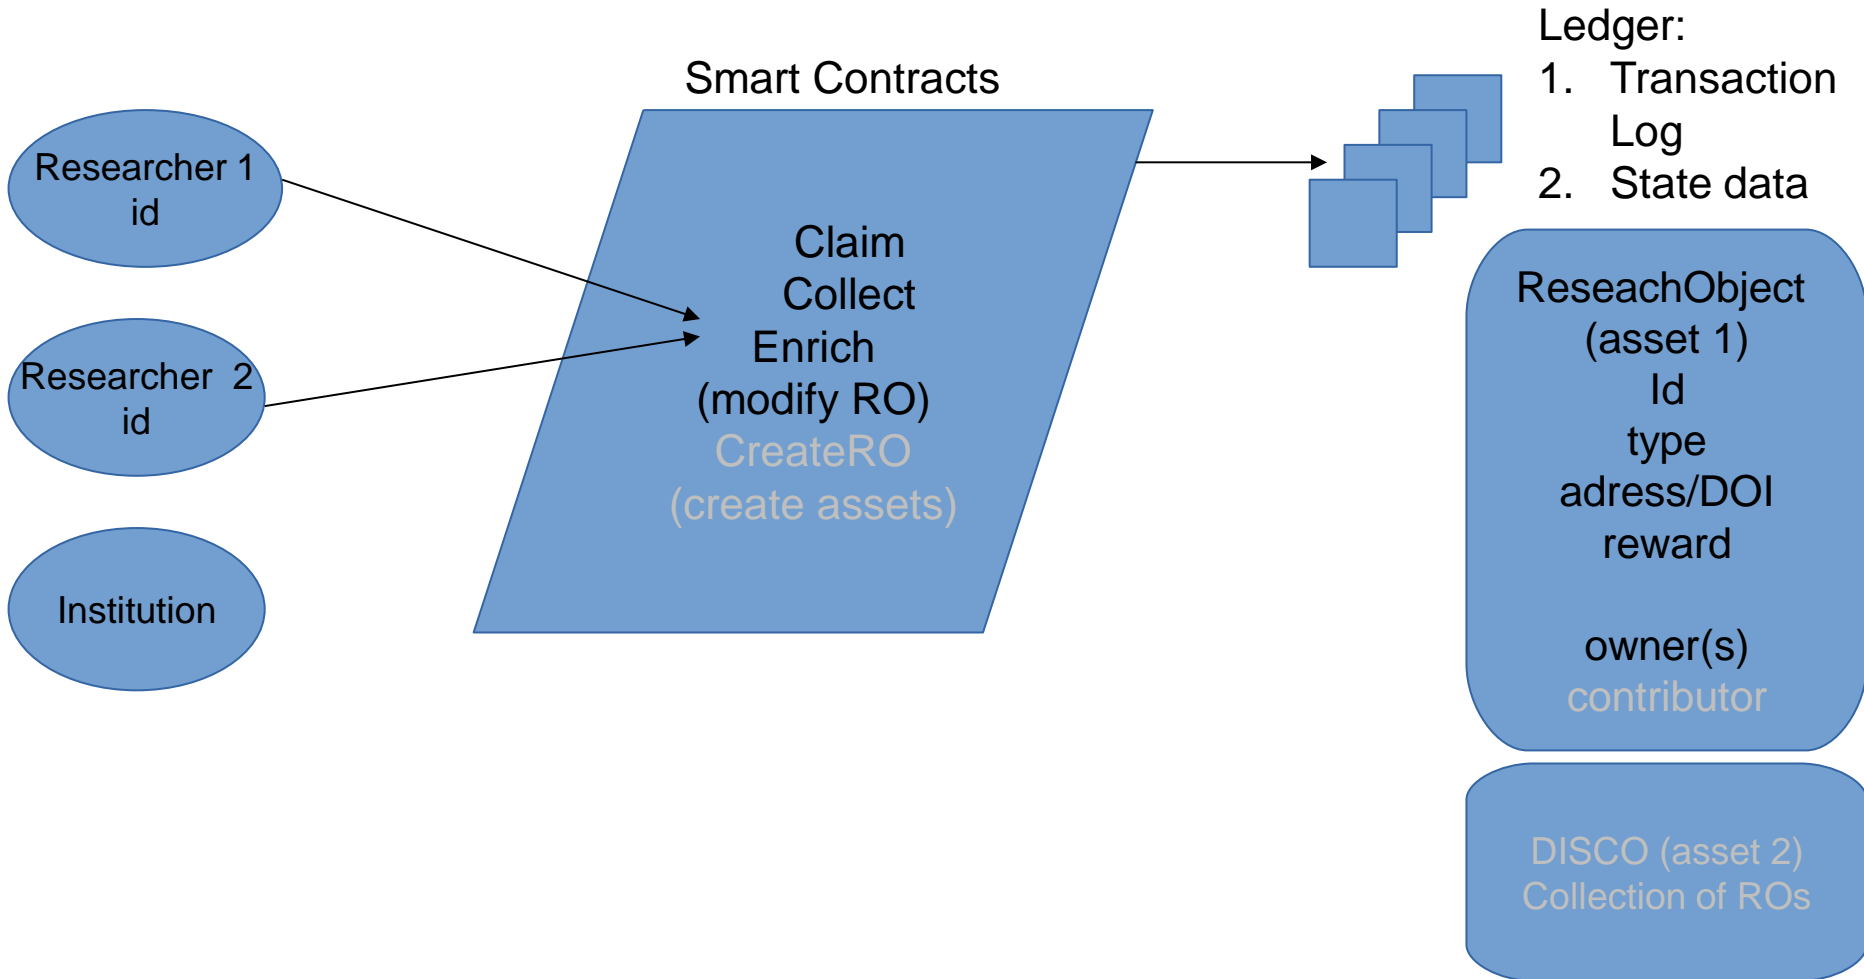 Researcher 1
id
Researcher 2
id
Institution
Smart Contracts
Claim
Collect
Enrich
(modify RO)
CreateRO
(create assets)
Ledger:
1. Transaction
Log
2. State data
ReseachObject
(asset 1)
Id
type
adress/DOI
reward
owner(s)
contributor
DISCO (asset 2)
Collection of ROs